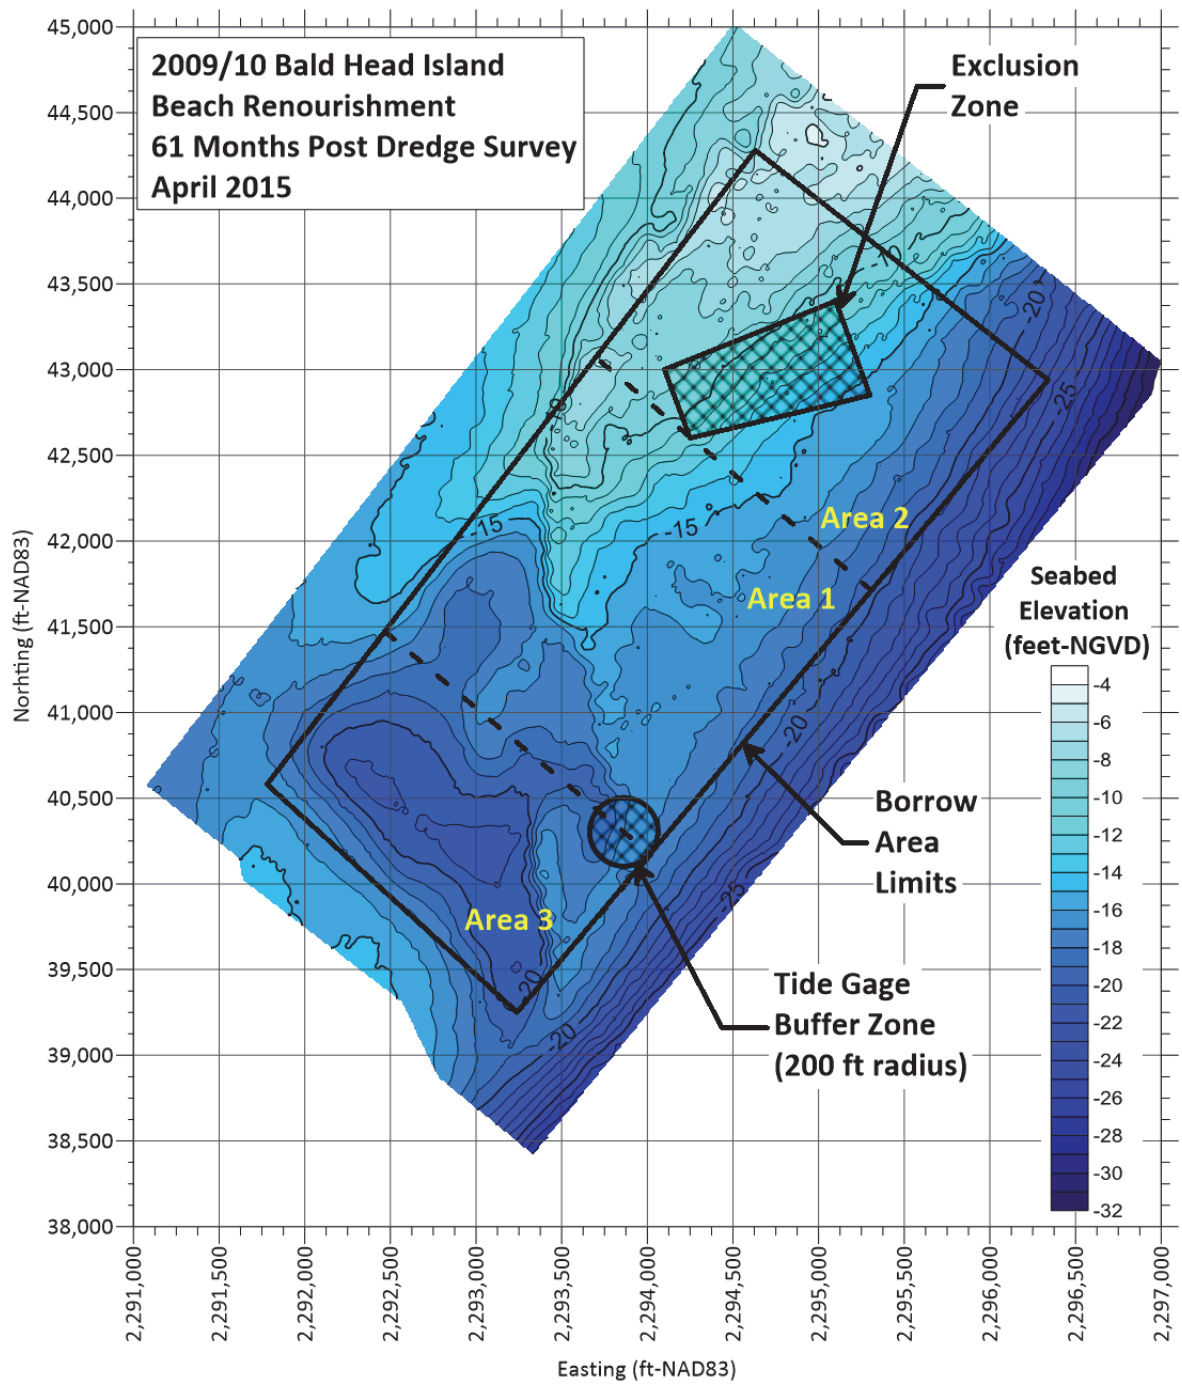 2009/10 Bald Head Island
Beach Renourishment
61 Months Post Dredge Survey
April 2015
Exclusion
Zone
45,000
44,500
44,000
43,500
43,000
42,500
42,000
41,500
41,000
40,500
40,000
39,500
39,000
38,500
38,000
Norhting (ft-NAD83)
-10
-20
-25
-10
-15
-15
Area 2
Area 1
-20
-25
Area 3
-20
-20
Borrow
Area
Limits
Tide Gage
Buffer Zone
(200 ft radius)
Seabed
Elevation
(feet-NGVD)
-4
-6
-8
-10
-12
-14
-16
-18
-20
-22
-24
-26
-28
-30
-32
2,291,000
2,291,500
2,292,000
2,292,500
2,293,000
2,293,500
2,294,000
2,294,500
2,295,000
2,295,500
2,296,000
2,296,500
2,297,000
Easting (ft-NAD83)